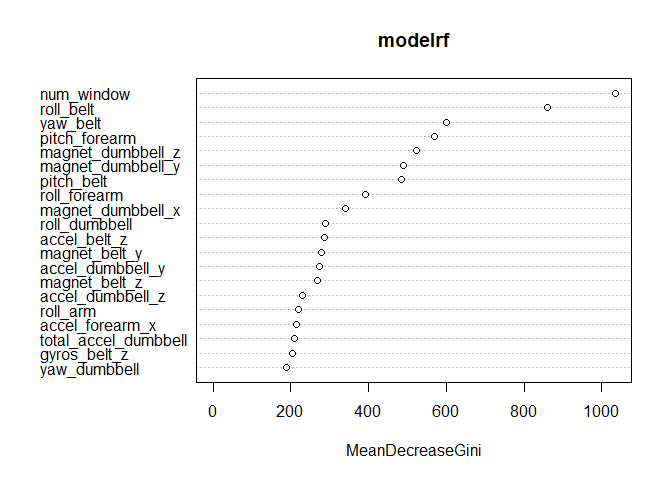 modelrf
num_window
roll_belt
yaw_belt
pitch_forearm
magnet_dumbbell_z
magnet_dumbbell_y
pitch_belt
roll_forearm
magnet_dumbbell_x
roll_dumbbell
accel_belt_z
magnet_belt_y
accel_dumbbell_y
magnet_belt_z
accel_dumbbell_z
roll_arm
accel_forearm_x
total_accel_dumbbell
gyros_belt_z
yaw_dumbbell
0 200 400 600 800 1000
MeanDecreaseGini